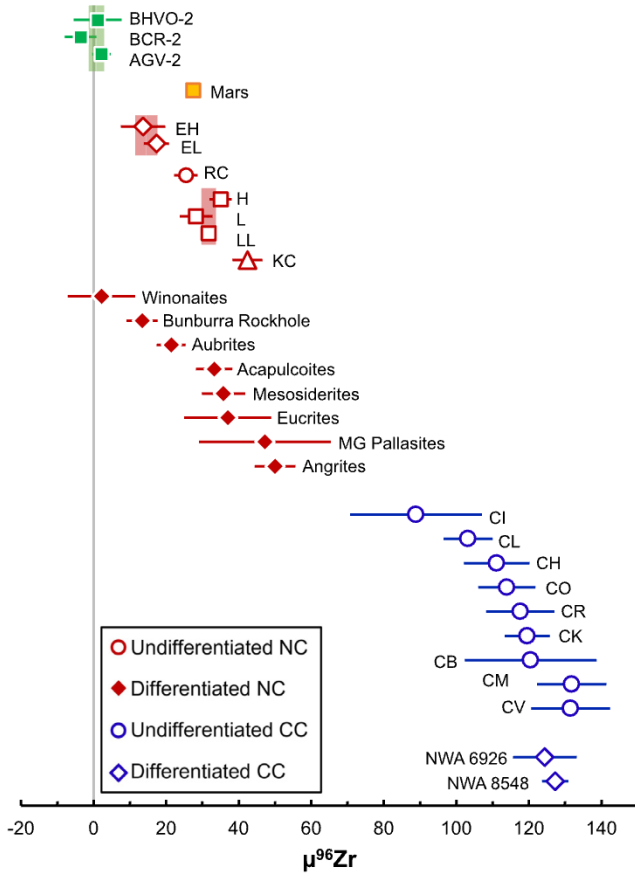 BHVO-2
BCR-2
AGV-2
Mars
EH
EL
RC
H
L
LL
KC
Winonaites
Bunburra Rockhole
Aubrites
Acapulcoites
Mesosiderites
Eucrites
MG Pallasites
Angrites
CI
CL
CH
CO
CR
CK
CB
CM
CV
NWA 6926
NWA 8548
Undifferentiated NC
Differentiated NC
Undifferentiated CC
Differentiated CC
-20 0 20 40 60 80 100 120 140
μ⁹⁶Zr